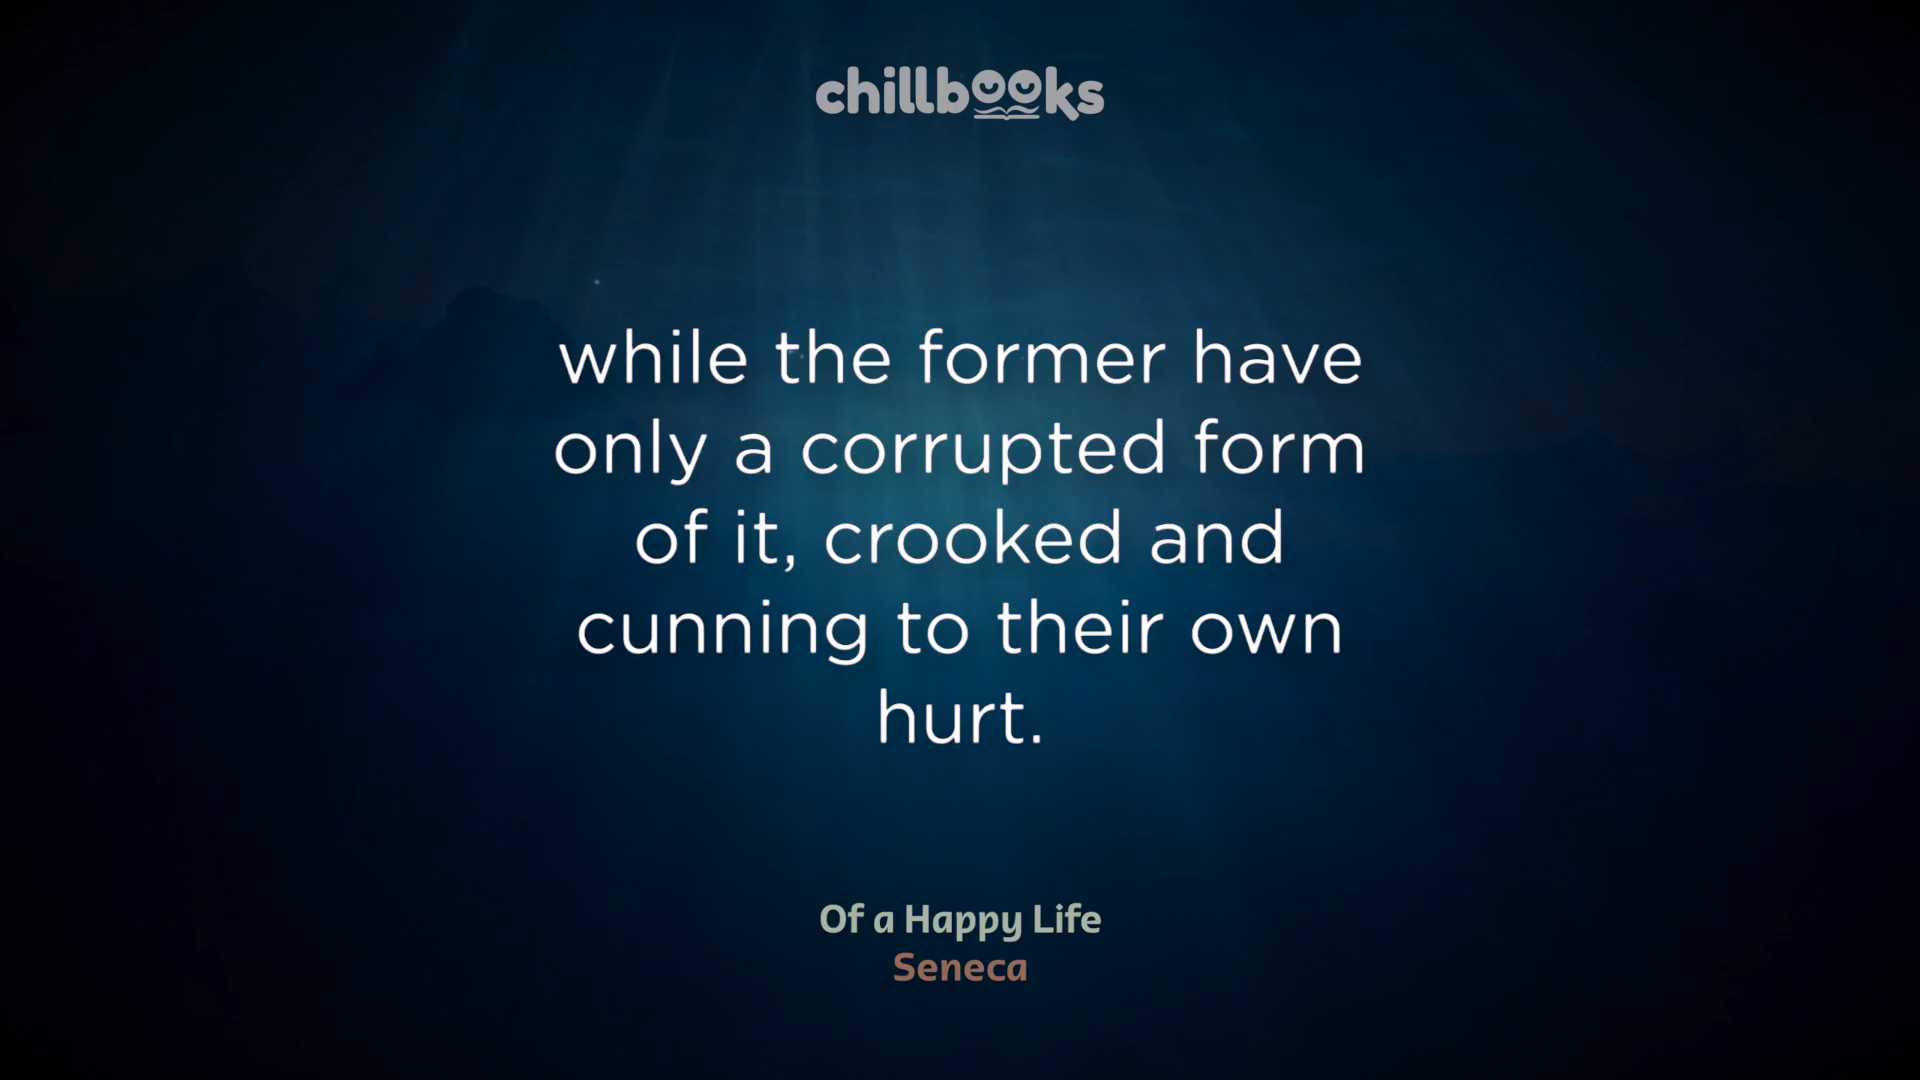 chillbooks
while the former have
only a corrupted form
of it, crooked and
cunning to their own
hurt.
Of a Happy Life
Seneca